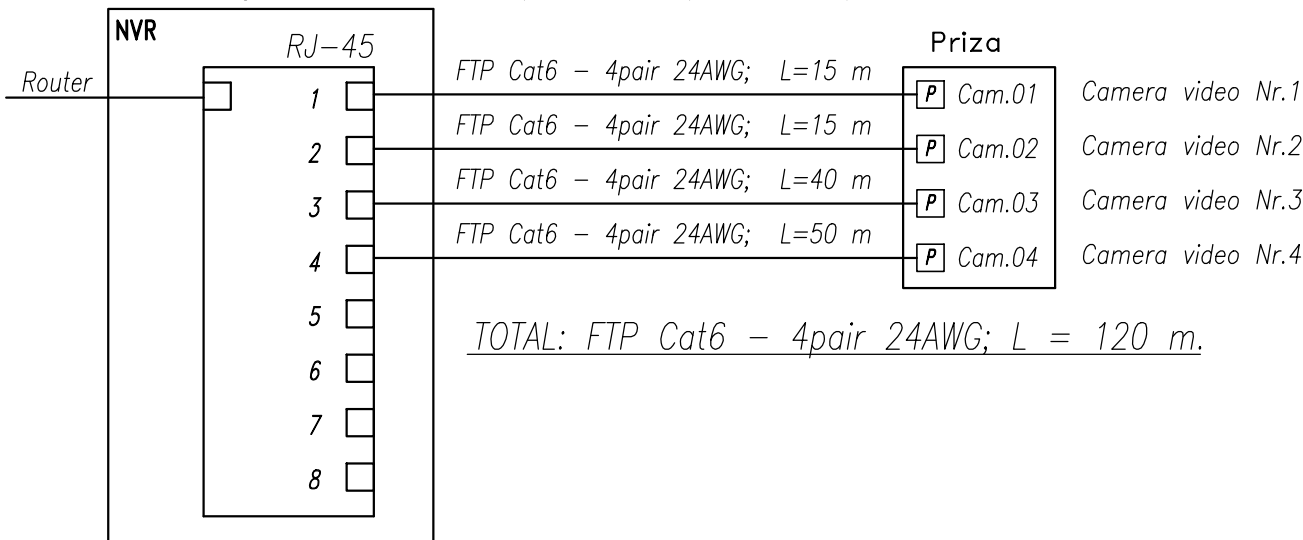 NVR
RJ-45
Priza
Router
1
FTP Cat6 - 4pair 24AWG; L=15 m
P Cam.01
Camera video Nr.1
2
FTP Cat6 - 4pair 24AWG; L=15 m
P Cam.02
Camera video Nr.2
3
FTP Cat6 - 4pair 24AWG; L=40 m
P Cam.03
Camera video Nr.3
4
FTP Cat6 - 4pair 24AWG; L=50 m
P Cam.04
Camera video Nr.4
5
6
7
8
TOTAL: FTP Cat6 - 4pair 24AWG; L = 120 m.